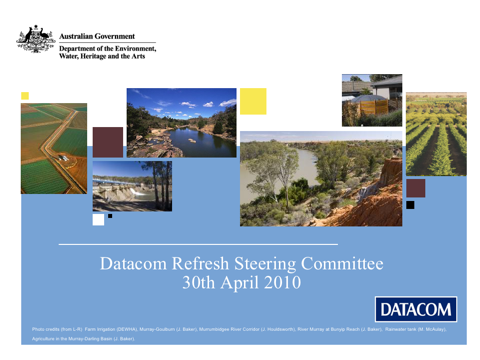 Australian Government
Department of the Environment,
Water, Heritage and the Arts
Datacom Refresh Steering Committee
30th April 2010
DATACOM
Photo credits (from L-R): Farm irrigation (DEWHA), Murray-Goulburn (J. Baker), Murrumbidgee River Corridor (J. Houldsworth), River Murray at Bunyip Reach (J. Baker), Rainwater tank (M. McAulay),
Agriculture in the Murray-Darling Basin (J. Baker)